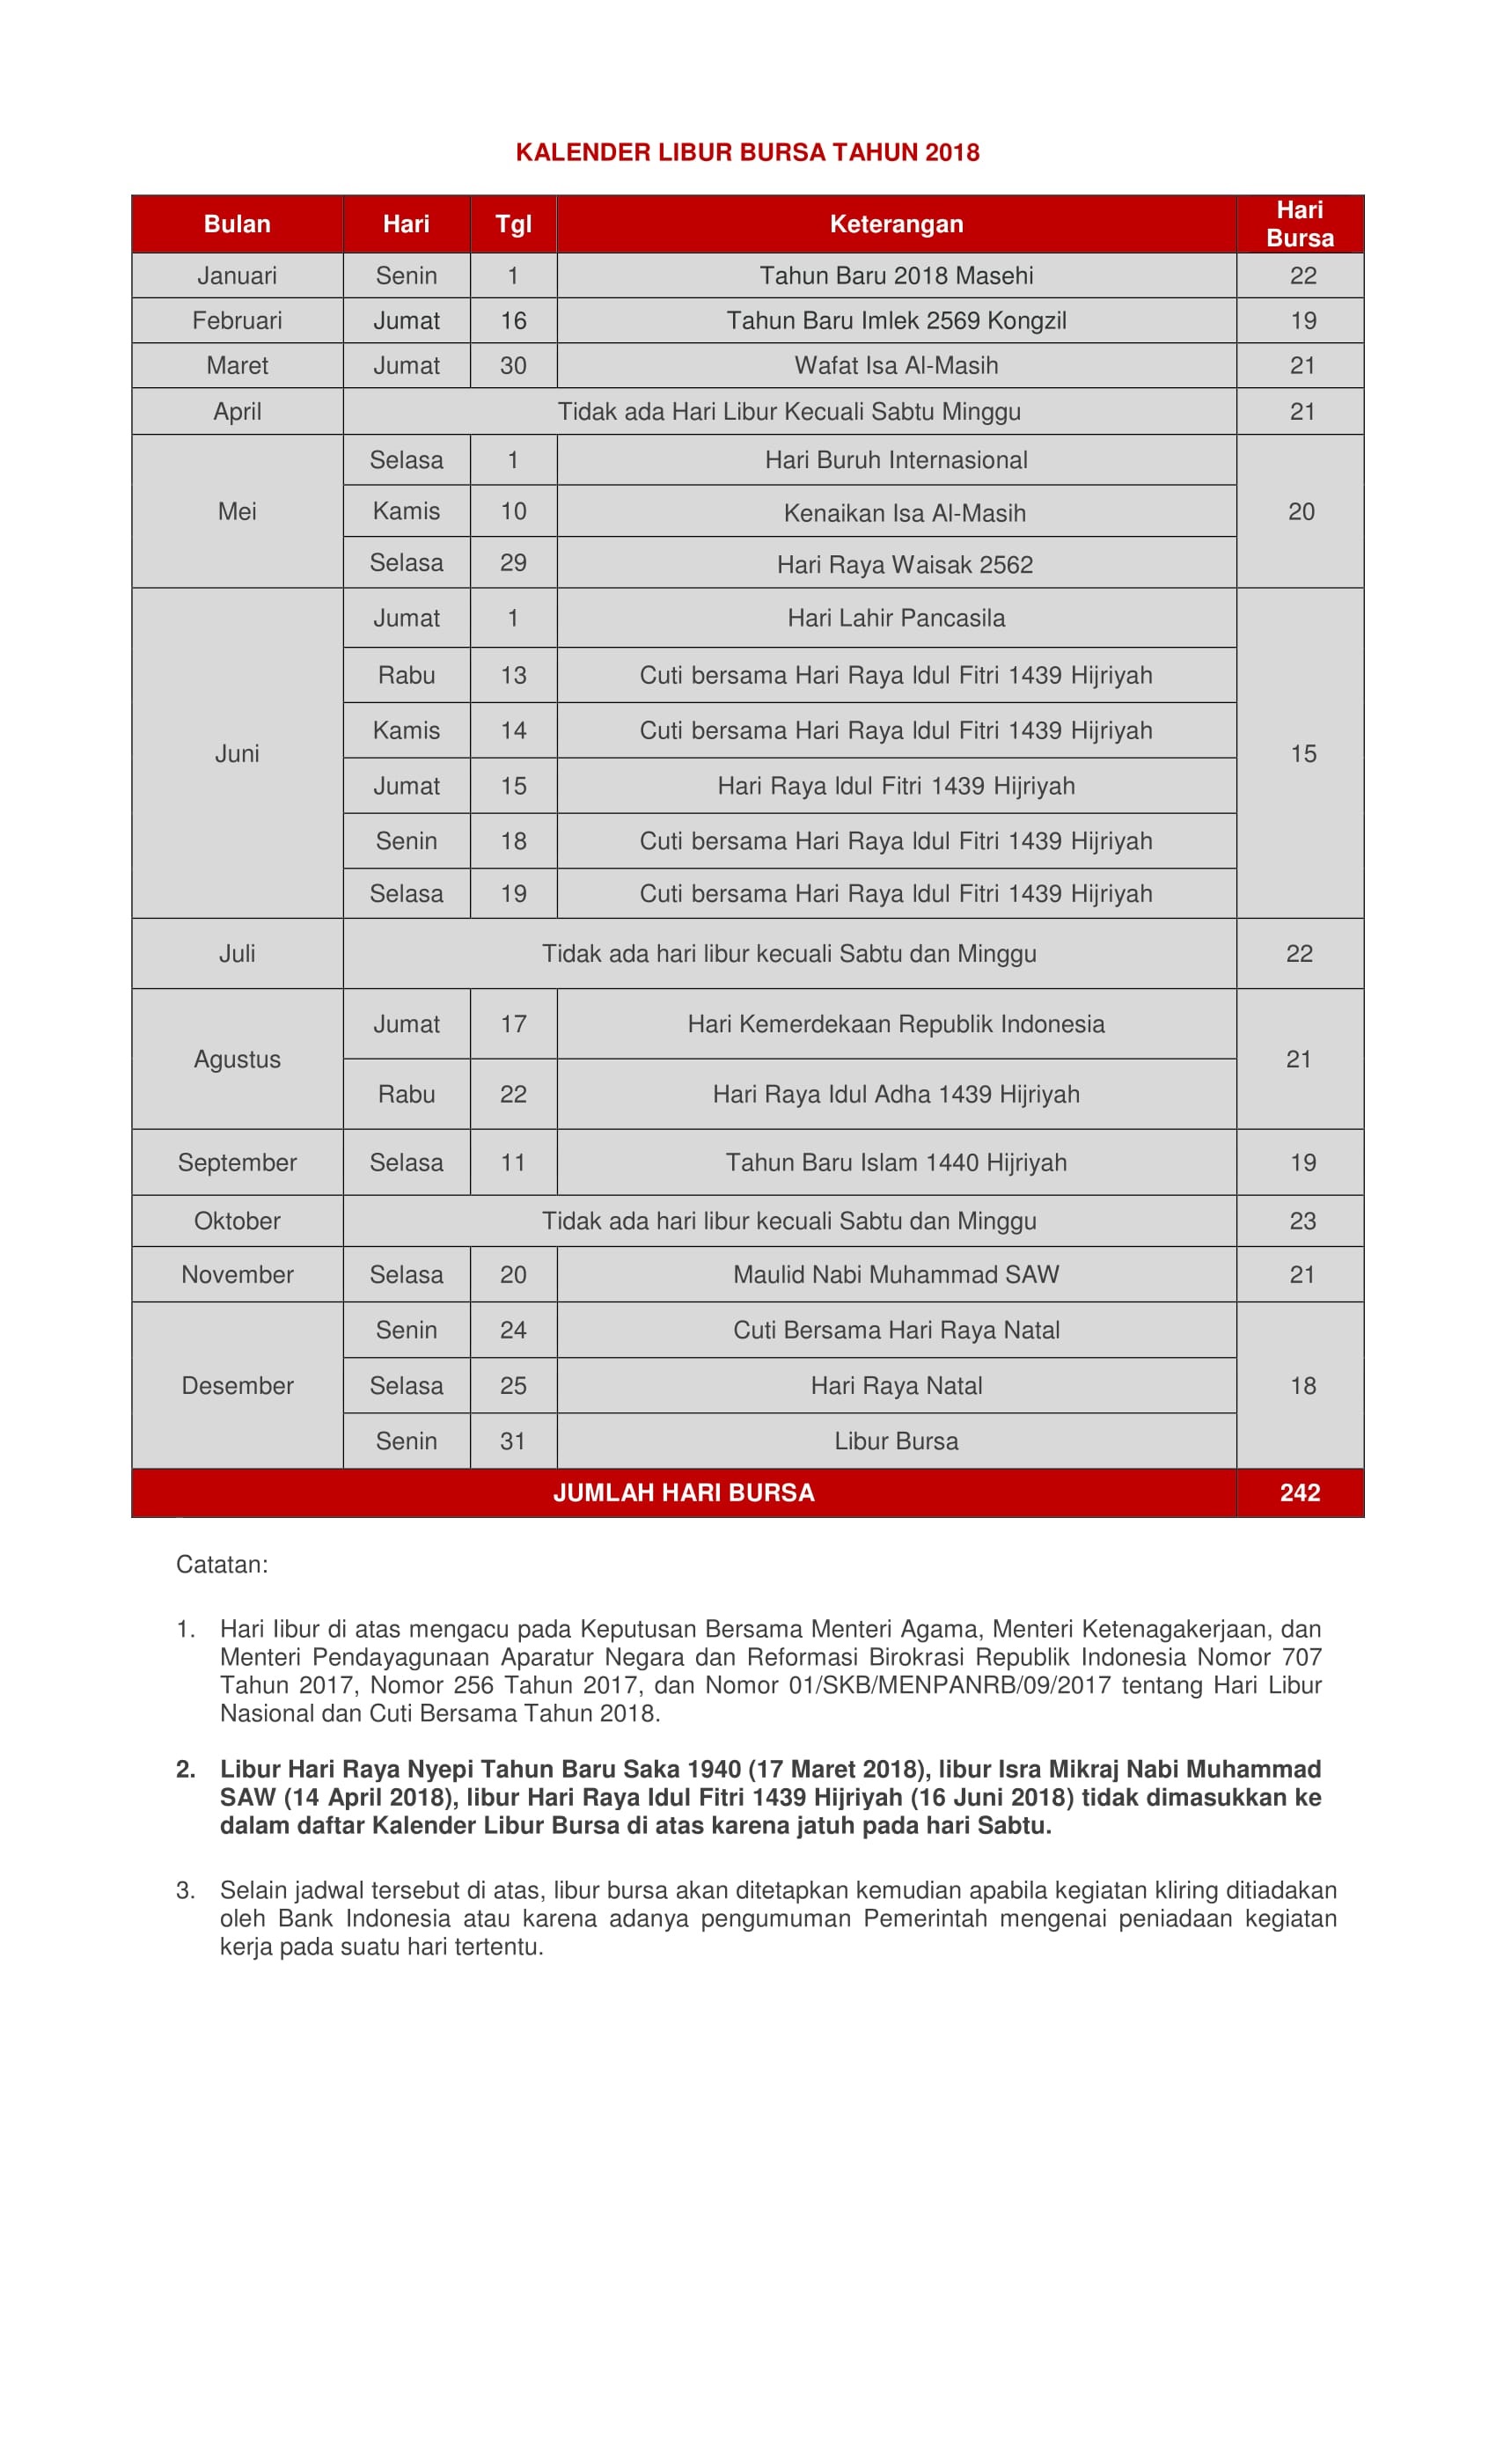 KALENDER LIBUR BURSA TAHUN 2018
Bulan Hari Tgl Keterangan Hari Bursa
Januari Senin 1 Tahun Baru 2018 Masehi 22
Februari Jumat 16 Tahun Baru Imlek 2569 Kongzil 19
Maret Jumat 30 Wafat Isa Al-Masih 21
April Tidak ada Hari Libur Kecuali Sabtu Minggu 21
Mei Selasa 1 Hari Buruh Internasional 20
Kamis 10 Kenaikan Isa Al-Masih
Selasa 29 Hari Raya Waisak 2562
Juni Jumat 1 Hari Lahir Pancasila 15
Rabu 13 Cuti bersama Hari Raya Idul Fitri 1439 Hijriyah
Kamis 14 Cuti bersama Hari Raya Idul Fitri 1439 Hijriyah
Jumat 15 Hari Raya Idul Fitri 1439 Hijriyah
Senin 18 Cuti bersama Hari Raya Idul Fitri 1439 Hijriyah
Selasa 19 Cuti bersama Hari Raya Idul Fitri 1439 Hijriyah
Juli Tidak ada hari libur kecuali Sabtu dan Minggu 22
Agustus Jumat 17 Hari Kemerdekaan Republik Indonesia 21
Rabu 22 Hari Raya Idul Adha 1439 Hijriyah
September Selasa 11 Tahun Baru Islam 1440 Hijriyah 19
Oktober Tidak ada hari libur kecuali Sabtu dan Minggu 23
November Selasa 20 Maulid Nabi Muhammad SAW 21
Desember Senin 24 Cuti Bersama Hari Raya Natal 18
Selasa 25 Hari Raya Natal
Senin 31 Libur Bursa
JUMLAH HARI BURSA 242
Catatan:
1. Hari libur di atas mengacu pada Keputusan Bersama Menteri Agama, Menteri Ketenagakerjaan, dan
Menteri Pendayagunaan Aparatur Negara dan Reformasi Birokrasi Republik Indonesia Nomor 707
Tahun 2017, Nomor 256 Tahun 2017, dan Nomor 01/SKB/MENPANRB/09/2017 tentang Hari Libur
Nasional dan Cuti Bersama Tahun 2018.
2. Libur Hari Raya Nyepi Tahun Baru Saka 1940 (17 Maret 2018), libur Isra Mikraj Nabi Muhammad
SAW (14 April 2018), libur Hari Raya Idul Fitri 1439 Hijriyah (16 Juni 2018) tidak dimasukkan ke
dalam daftar Kalender Libur Bursa di atas karena jatuh pada hari Sabtu.
3. Selain jadwal tersebut di atas, libur bursa akan ditetapkan kemudian apabila kegiatan kliring ditiadakan
oleh Bank Indonesia atau karena adanya pengumuman Pemerintah mengenai peniadaan kegiatan
kerja pada suatu hari tertentu.